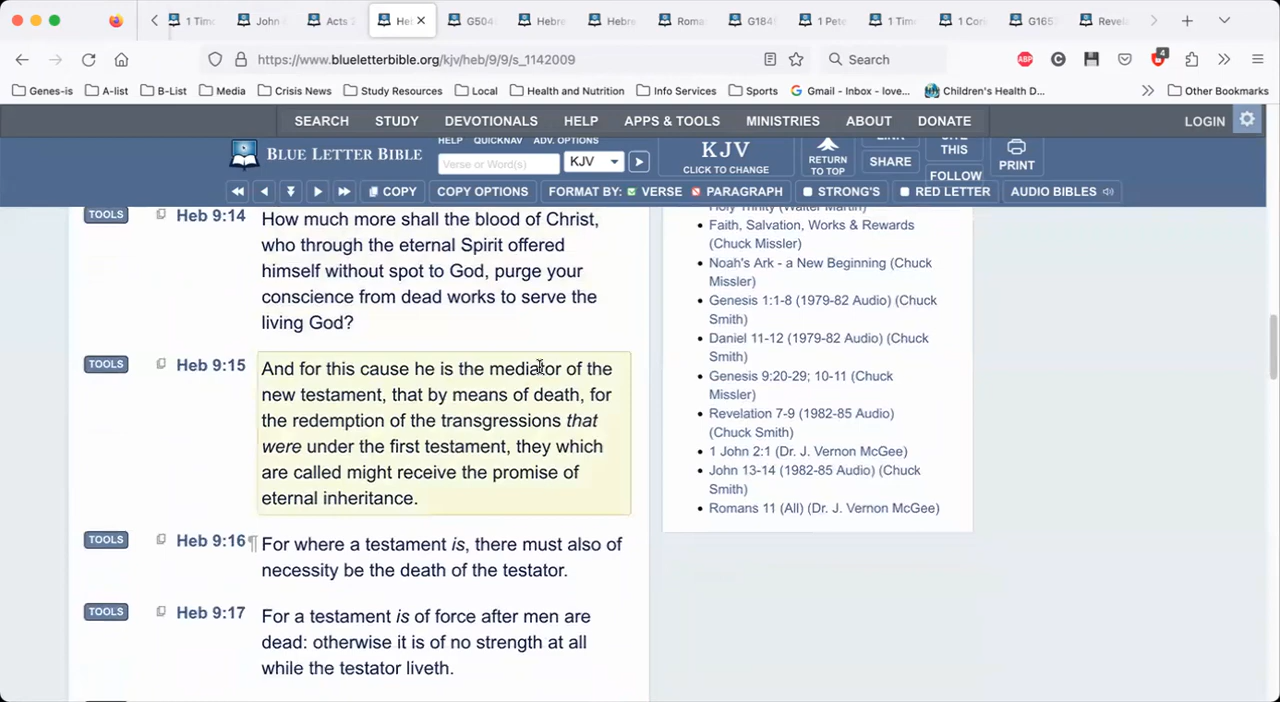 1 Timo
John
Acts 2
He
G504
Hebre
Hebre
Roma
G184
1 Pete
1 Tim
1 Cori
G165
Revela
https://www.blueletterbible.org/kjv/heb/9/9/s_1142009
Search
ABP
C
4
Genes-is
A-list
B-List
Media
Crisis News
Study Resources
Local
Health and Nutrition
Info Services
Sports
Gmail - Inbox - love...
Children's Health D...
Other Bookmarks
SEARCH STUDY DEVOTIONALS HELP APPS & TOOLS MINISTRIES ABOUT DONATE LOGIN
BLUE LETTER BIBLE
HELP QUICKNAV ADV. OPTIONS
Verse or Word(s)
KJV
KJV
CLICK TO CHANGE
RETURN
TO TOP
LINK
SHARE
CITE
THIS
FOLLOW
PRINT
COPY COPY OPTIONS FORMAT BY: VERSE PARAGRAPH STRONG'S RED LETTER AUDIO BIBLES
TOOLS Heb 9:14 How much more shall the blood of Christ,
who through the eternal Spirit offered
himself without spot to God, purge your
conscience from dead works to serve the
living God?
TOOLS Heb 9:15 And for this cause he is the mediator of the
new testament, that by means of death, for
the redemption of the transgressions that
were under the first testament, they which
are called might receive the promise of
eternal inheritance.
TOOLS Heb 9:16 ¶ For where a testament is, there must also of
necessity be the death of the testator.
TOOLS Heb 9:17 For a testament is of force after men are
dead: otherwise it is of no strength at all
while the testator liveth.
Holy Trinity (Walter Martin)
• Faith, Salvation, Works & Rewards
(Chuck Missler)
• Noah's Ark - a New Beginning (Chuck
Missler)
• Genesis 1:1-8 (1979-82 Audio) (Chuck
Smith)
• Daniel 11-12 (1979-82 Audio) (Chuck
Smith)
• Genesis 9:20-29; 10-11 (Chuck
Missler)
• Revelation 7-9 (1982-85 Audio)
(Chuck Smith)
• 1 John 2:1 (Dr. J. Vernon McGee)
• John 13-14 (1982-85 Audio) (Chuck
Smith)
• Romans 11 (All) (Dr. J. Vernon McGee)